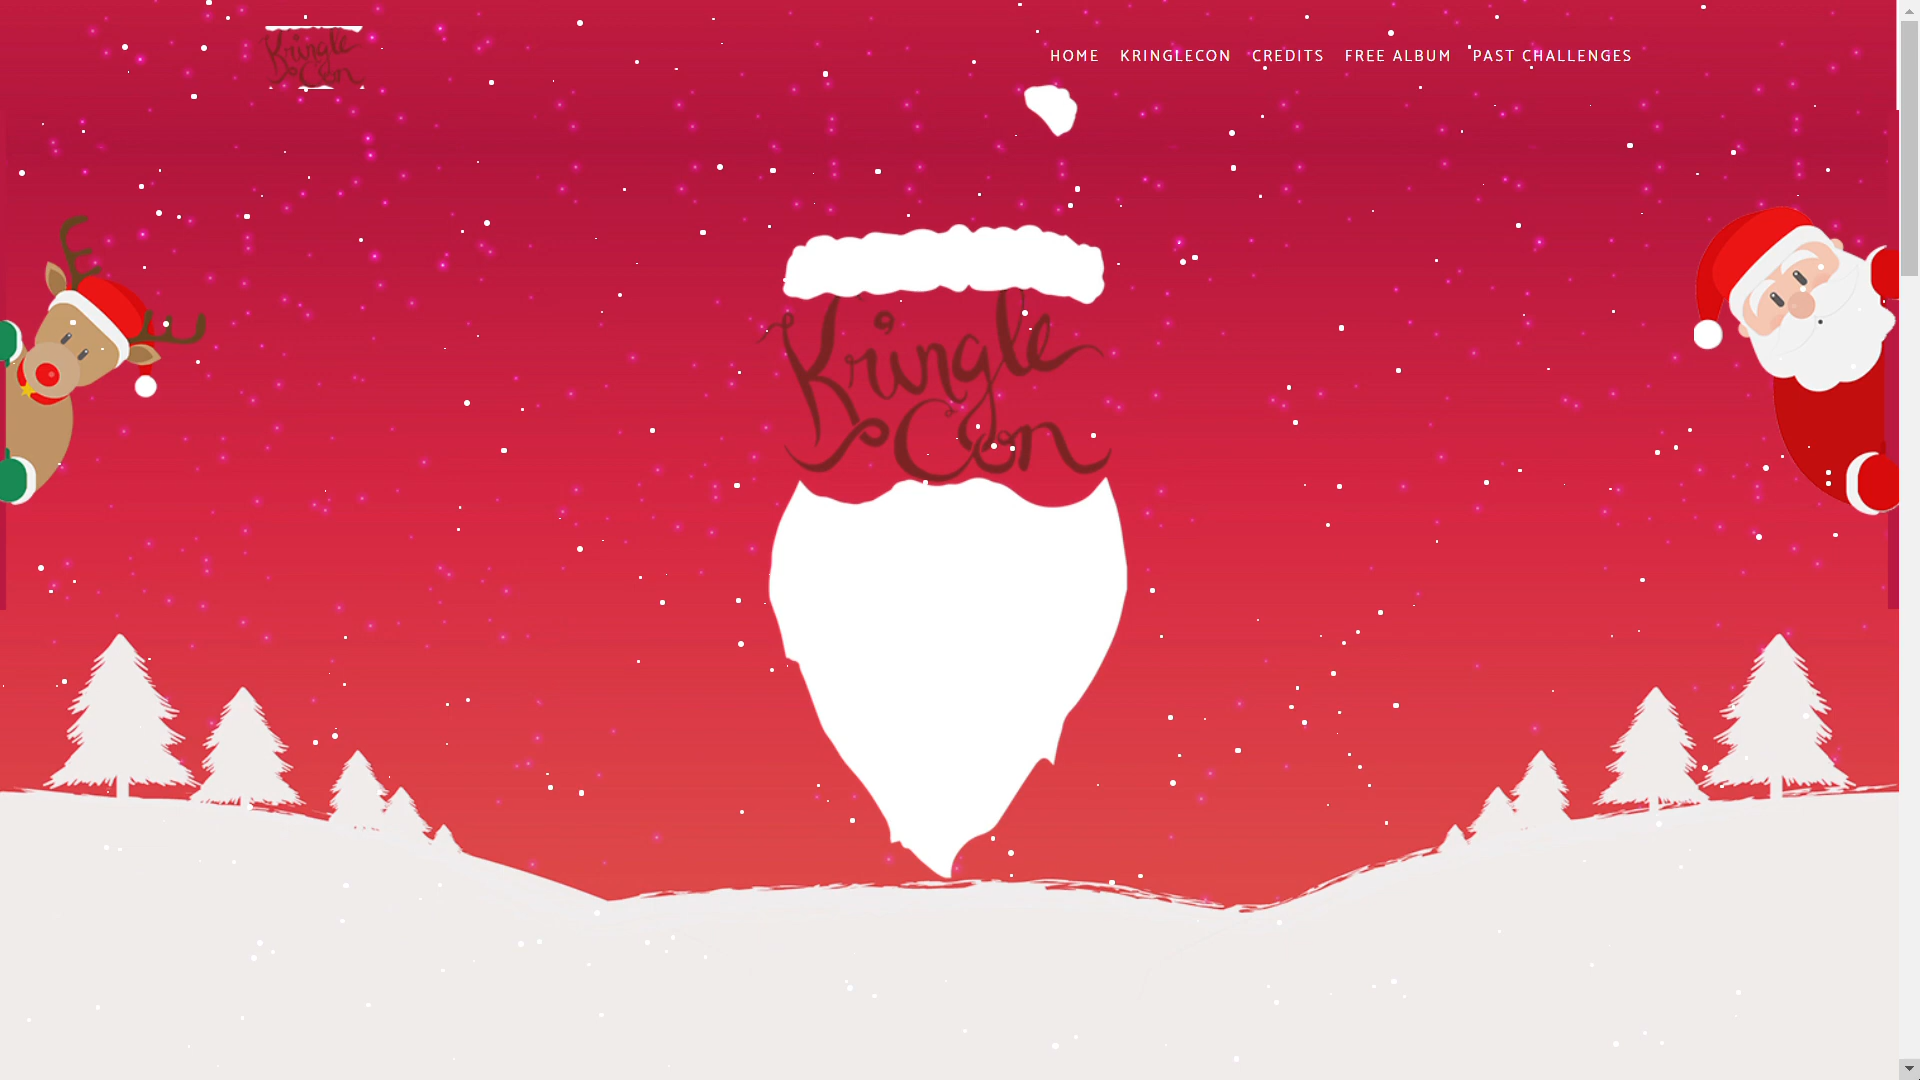 Kringle
Con
HOME KRINGLECON CREDITS FREE ALBUM PAST CHALLENGES
Kringle
Con